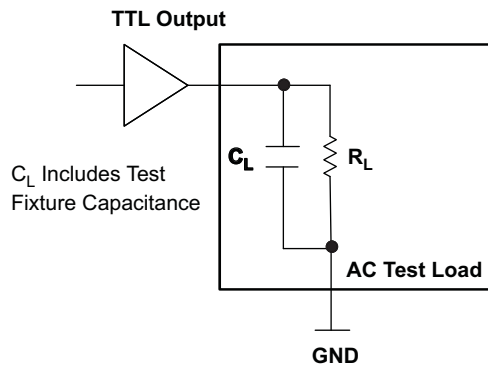 TTL Output
C_L
R_L
C_L Includes Test
Fixture Capacitance
AC Test Load
GND